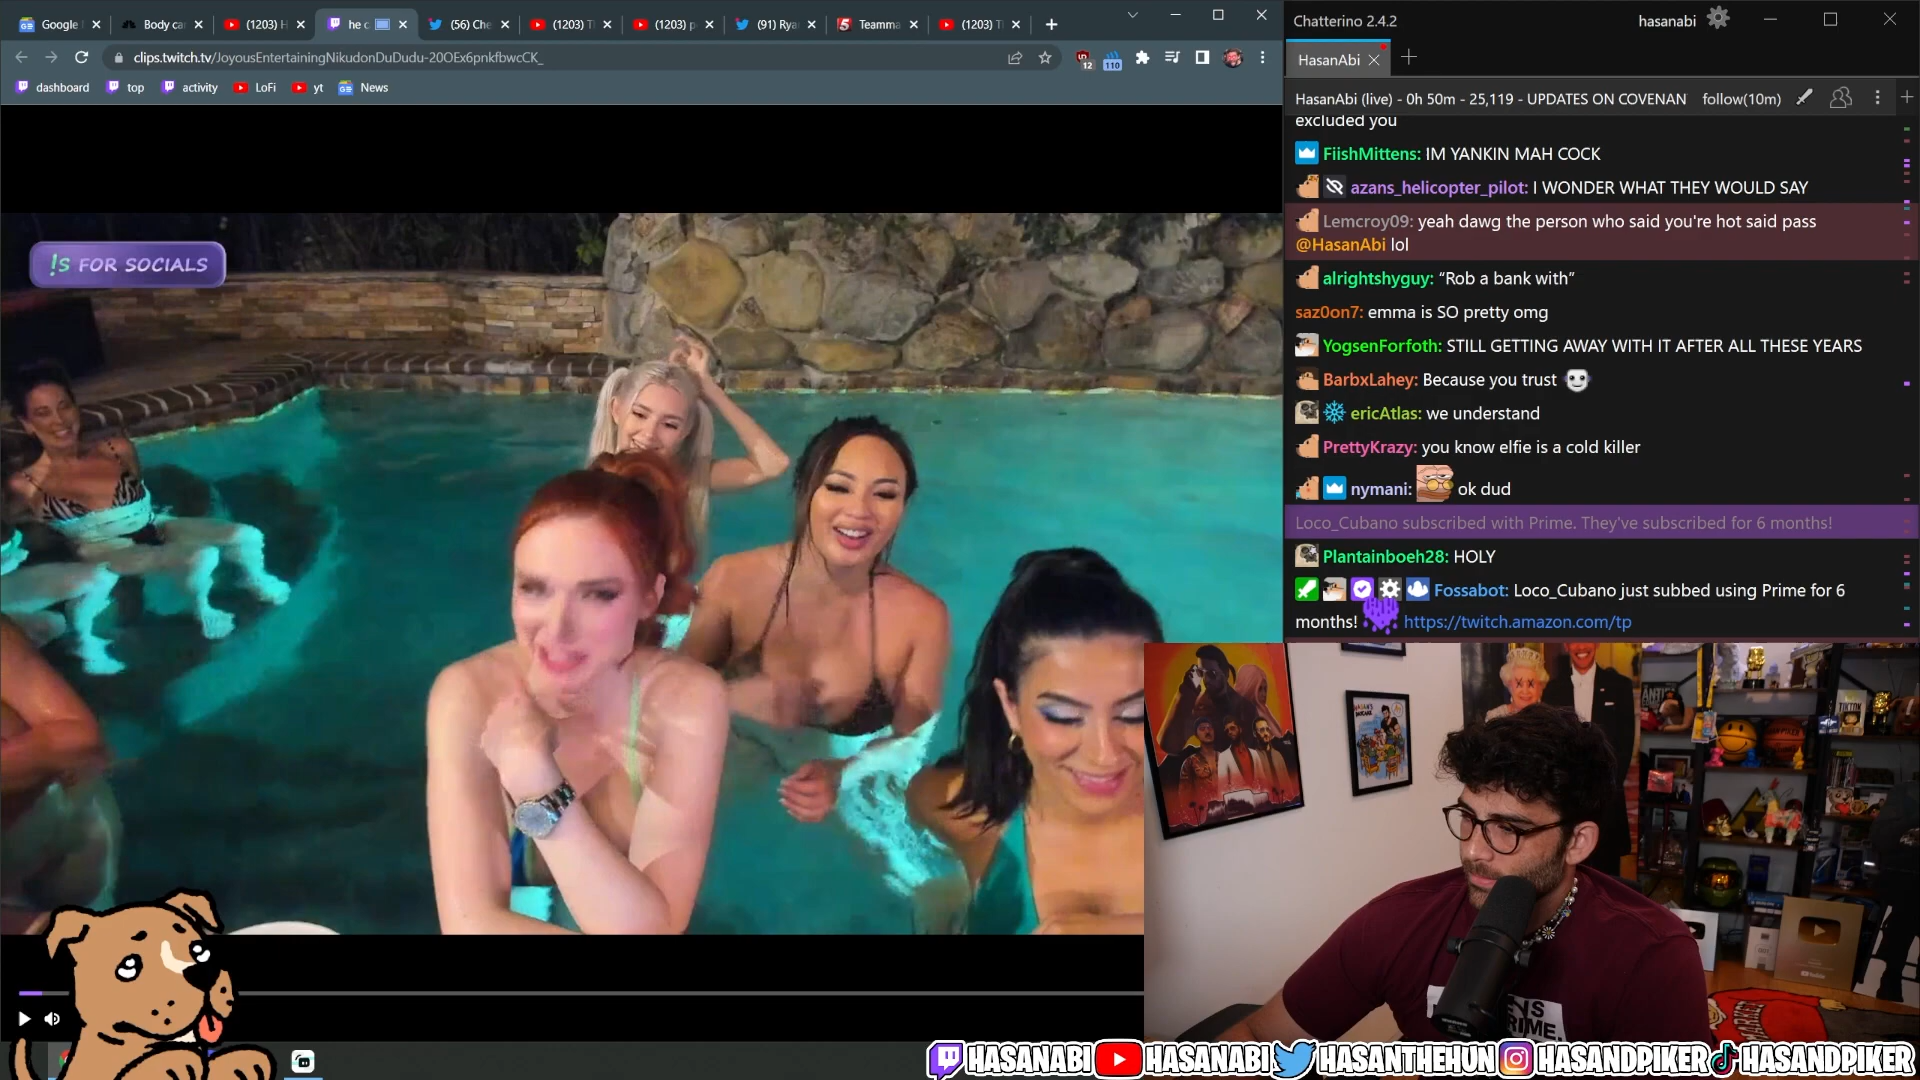 Google
Body ca
(1203) H
he c
(56) Che
(1203) Ti
(1203) p
(91) Rya
Teamma
(1203) Tl
clips.twitch.tv/JoyousEntertainingNikudonDuDudu-20OEx6pnkfbwcCK_
12
110
dashboard
top
activity
LoFi
yt
News
!S FOR SOCIALS
Chatterino 2.4.2
hasanabi
HasanAbi
HasanAbi (live) - 0h 50m - 25,119 - UPDATES ON COVENAN
follow(10m)
excluded you
FiishMittens: IM YANKIN MAH COCK
azans_helicopter_pilot: I WONDER WHAT THEY WOULD SAY
Lemcroy09: yeah dawg the person who said you're hot said pass
@HasanAbi lol
alrightshyguy: “Rob a bank with”
saz0on7: emma is SO pretty omg
YogsenForfoth: STILL GETTING AWAY WITH IT AFTER ALL THESE YEARS
BarbxLahey: Because you trust
ericAtlas: we understand
PrettyKrazy: you know elfie is a cold killer
nymani: ok dud
Loco_Cubano subscribed with Prime. They've subscribed for 6 months!
Plantainboeh28: HOLY
Fossabot: Loco_Cubano just subbed using Prime for 6
months! https://twitch.amazon.com/tp
HASANABI
HASANABI
HASANTHEHUN
HASANDPIKER
HASANDPIKER